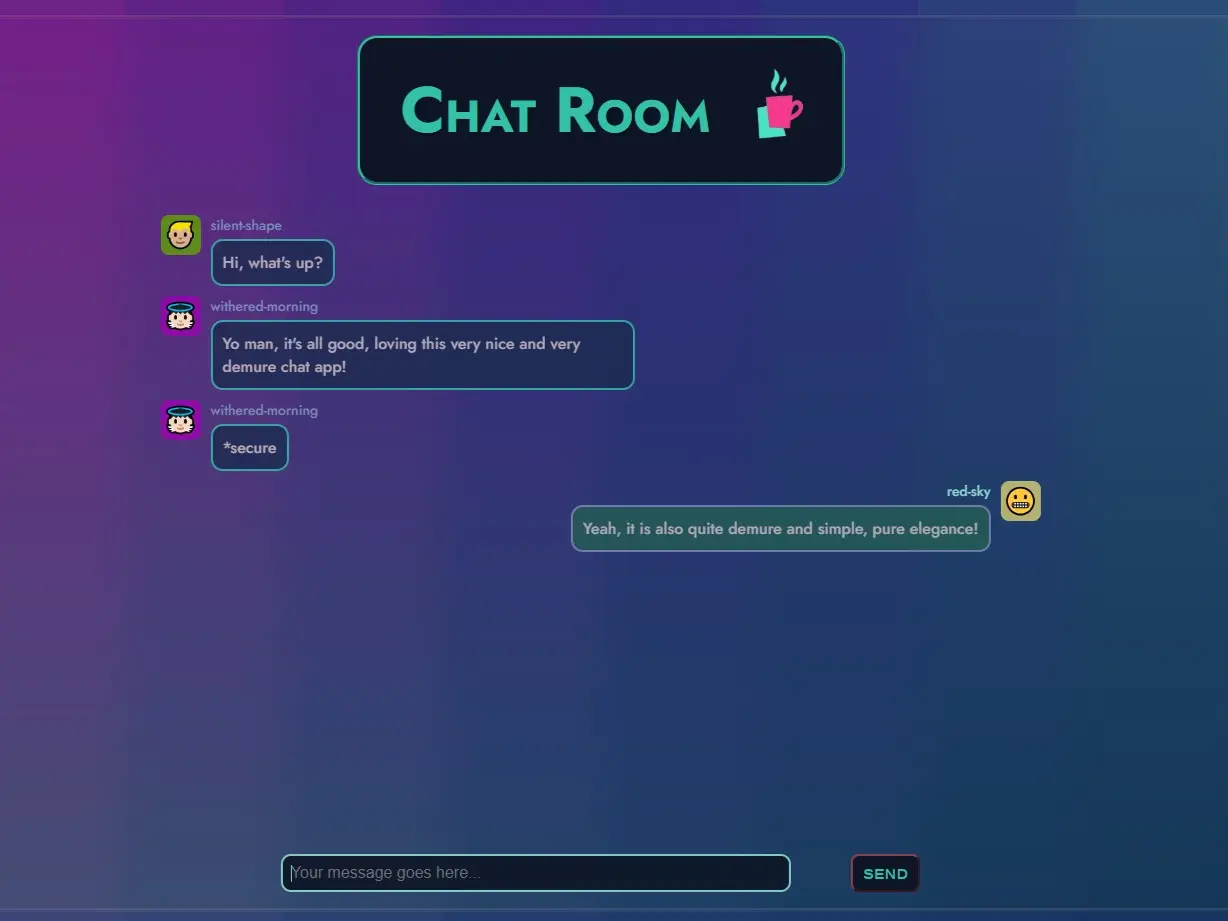 Chat Room
silent-shape
Hi, what's up?
withered-morning
Yo man, it's all good, loving this very nice and very
demure chat app!
withered-morning
*secure
red-sky
Yeah, it is also quite demure and simple, pure elegance!
Your message goes here...
SEND